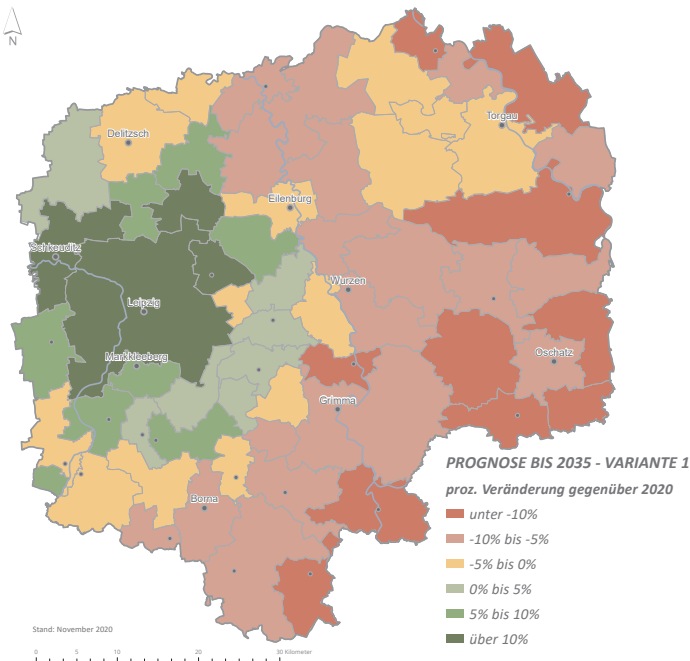 N
Delitzsch
Torgau
Eilenburg
Schkeuditz
Wurzen
Leipzig
Markkleeberg
Oschatz
Grimma
Borna
PROGNOSE BIS 2035 - VARIANTE 1
proz. Veränderung gegenüber 2020
unter -10%
-10% bis -5%
-5% bis 0%
0% bis 5%
5% bis 10%
über 10%
Stand: November 2020
0 5 10 20 30 Kilometer